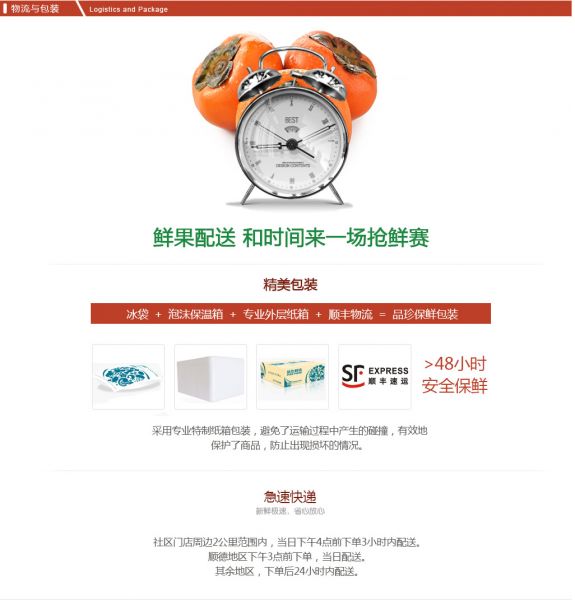 物流与包装 Logistics and Package
BEST
DESIGN CONTENTS
鲜果配送 和时间来一场抢鲜赛
精美包装
冰袋 + 泡沫保温箱 + 专业外层纸箱 + 顺丰物流 = 品珍保鲜包装
SF EXPRESS
顺丰速运
>48小时
安全保鲜
采用专业特制纸箱包装，避免了运输过程中产生的碰撞，有效地
保护了商品，防止出现损坏的情况。
急速快递
新鲜极速、省心放心
社区门店周边2公里范围内，当日下午4点前下单3小时内配送。
顺德地区下午3点前下单，当日配送。
其余地区，下单后24小时内配送。